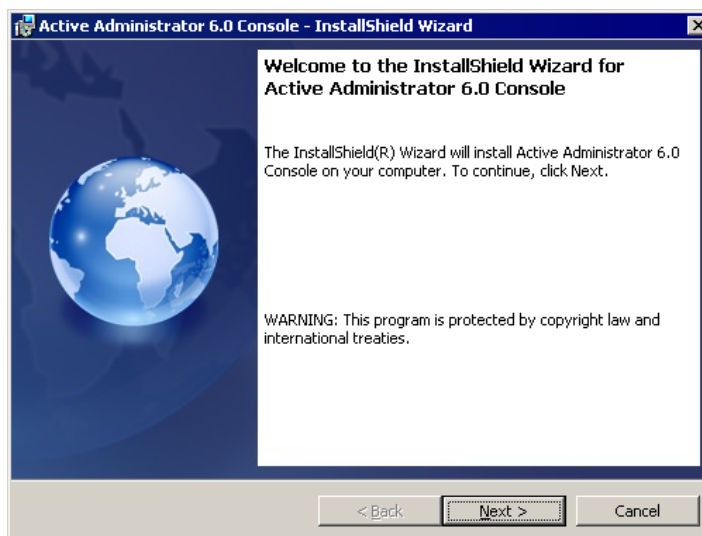 Active Administrator 6.0 Console - InstallShield Wizard
Welcome to the InstallShield Wizard for
Active Administrator 6.0 Console
The InstallShield(R) Wizard will install Active Administrator 6.0
Console on your computer. To continue, click Next.
WARNING: This program is protected by copyright law and
international treaties.
< Back Next > Cancel